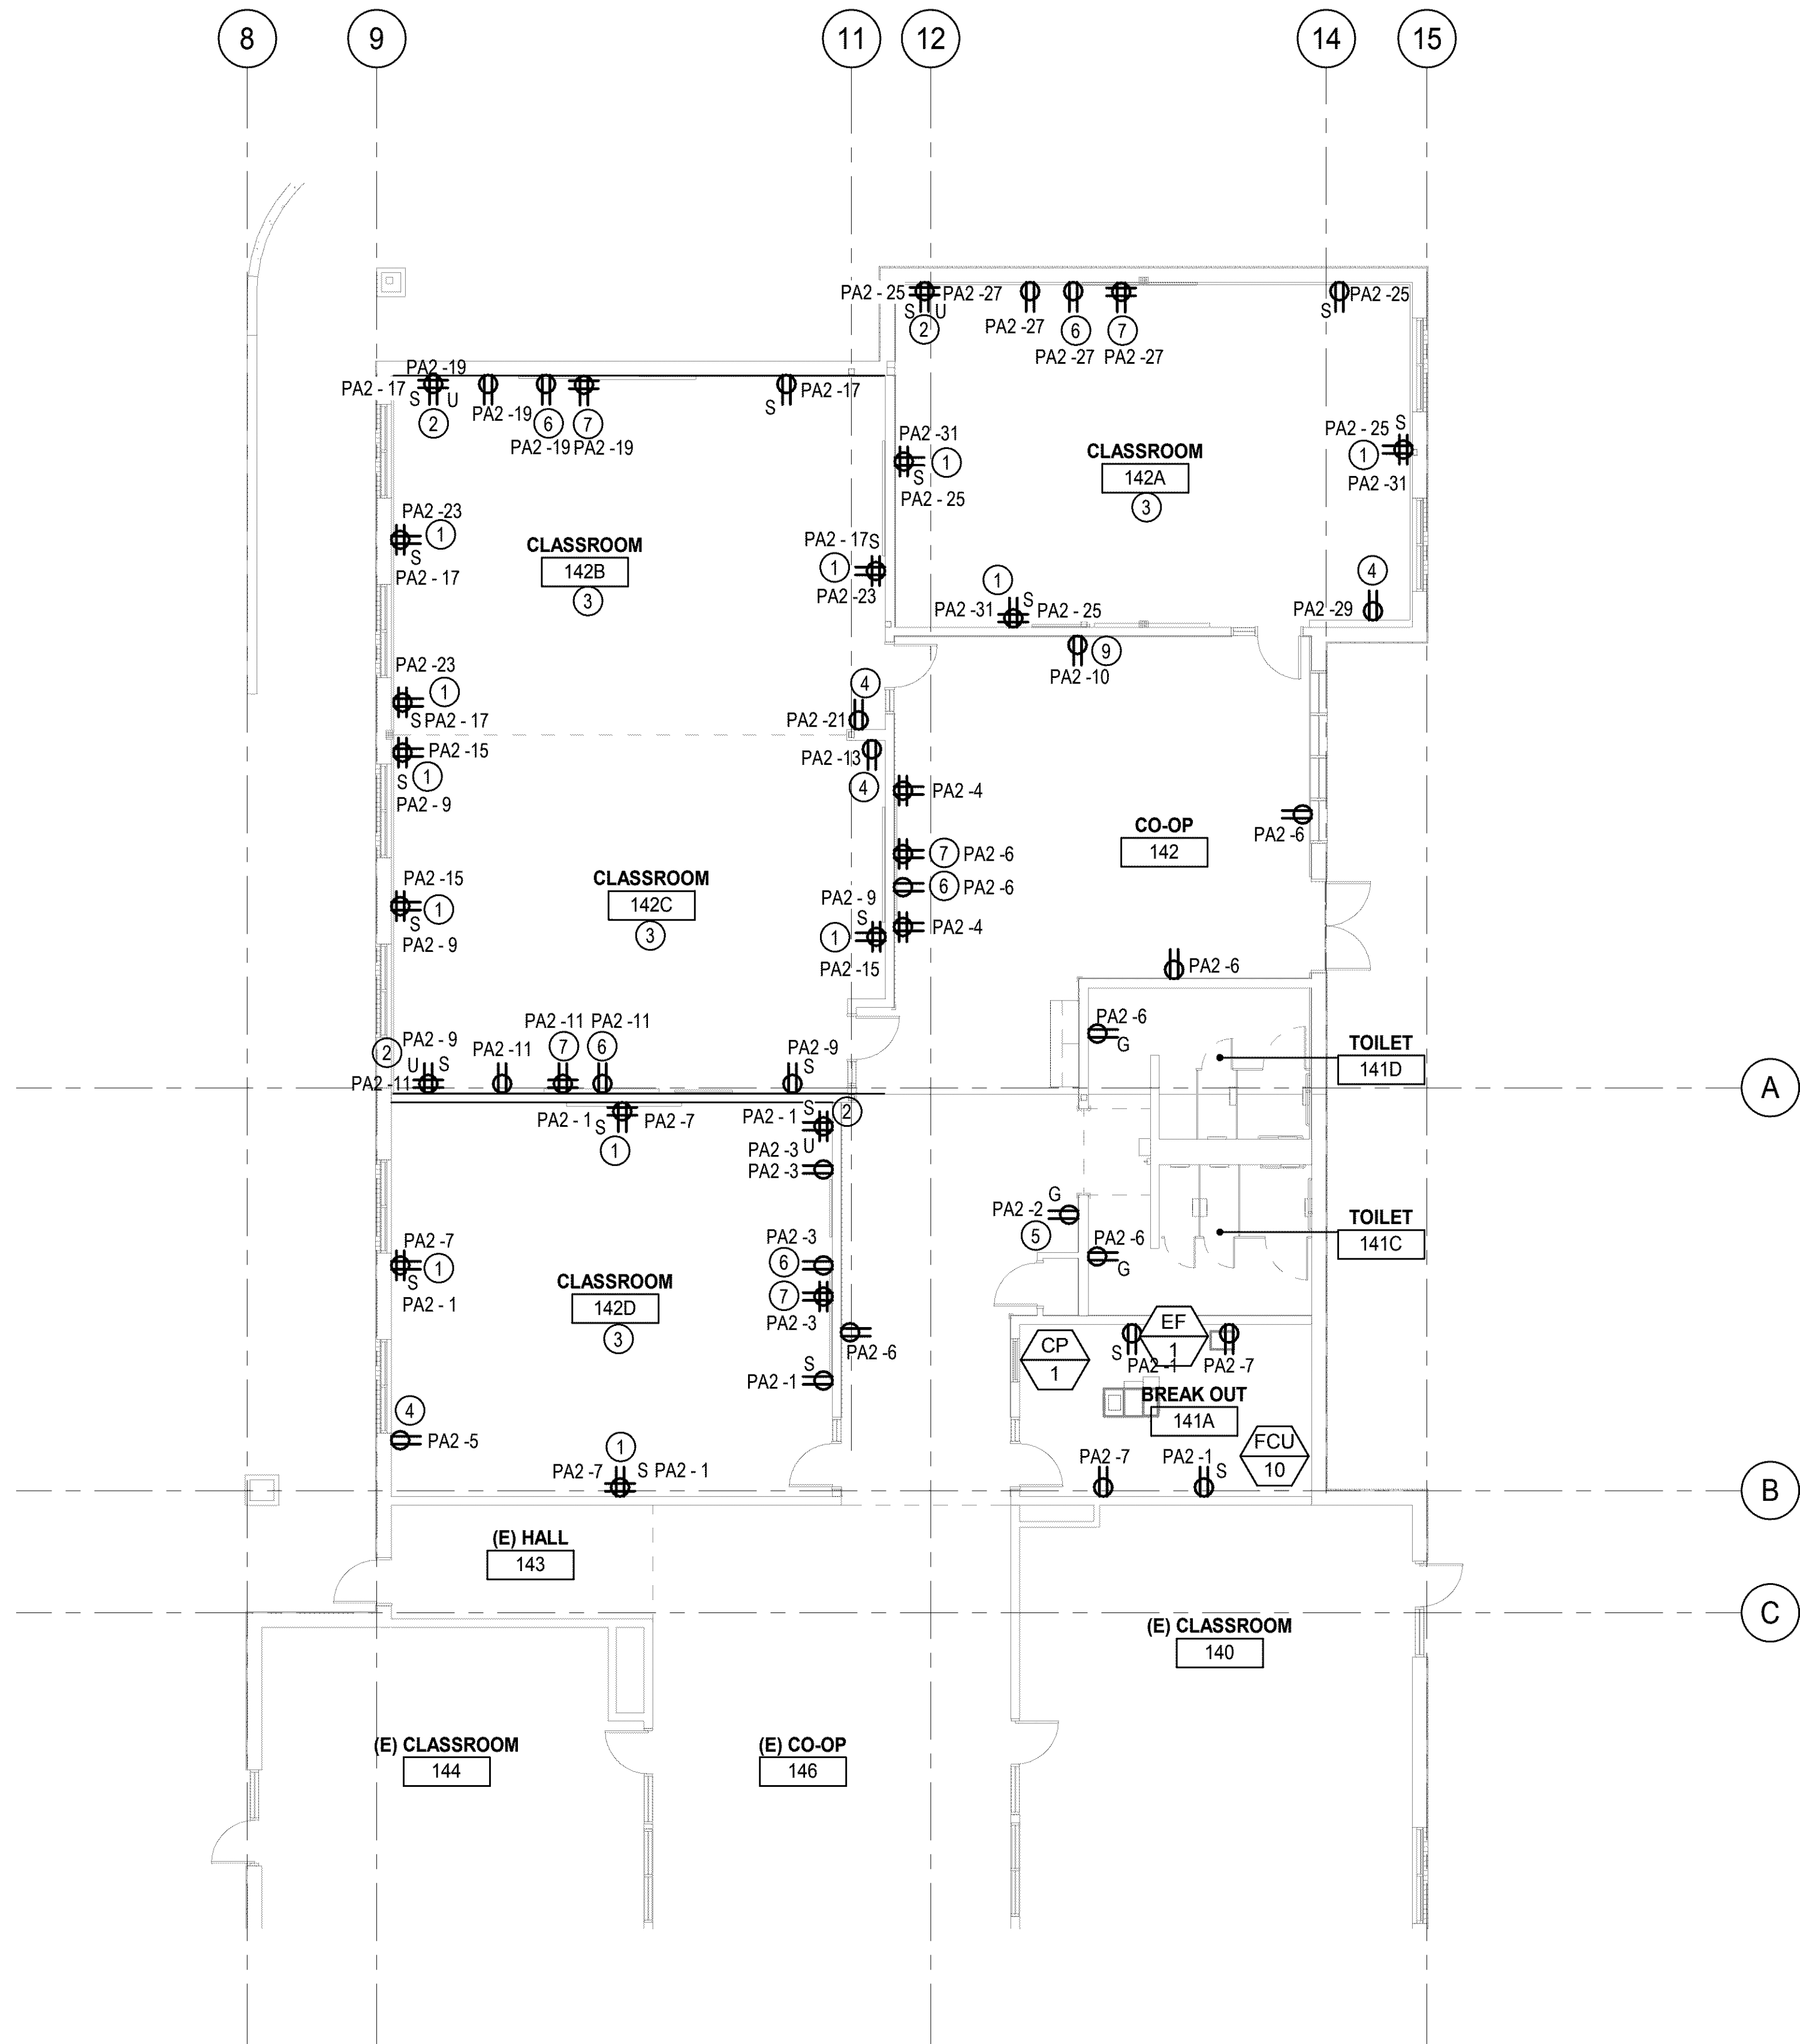 8
9
11
12
14
15
PA2 - 25
PA2 -27
S
U
2
PA2 -27
6
PA2 -27
7
PA2 -27
PA2 -25
S
PA2 -19
PA2 - 17
S
U
2
PA2 -19
6
PA2 -19
7
PA2 -19
PA2 -17
S
PA2 -31
1
S
PA2 - 25
CLASSROOM
142A
3
S
PA2 - 25
1
PA2 -31
PA2 -23
1
S
PA2 - 17
CLASSROOM
142B
3
PA2 - 17
S
1
PA2 -23
1
S
PA2 -31
PA2 - 25
4
PA2 -29
9
PA2 -10
PA2 -23
1
S
PA2 - 17
4
PA2 -21
PA2 -15
1
S
PA2 - 9
PA2 -13
4
PA2 -4
CO-OP
142
PA2 -6
7
PA2 -6
6
PA2 -6
PA2 -4
PA2 -15
1
S
PA2 - 9
CLASSROOM
142C
3
PA2 - 9
S
1
PA2 -15
PA2 -6
PA2 -6
G
TOILET
141D
PA2 - 9
2
U
S
PA2 -11
PA2 -11
PA2 -11
7
PA2 -11
6
PA2 -9
S
A
PA2 - 1
S
PA2 -7
1
S
2
PA2 - 1
U
PA2 -3
PA2 -3
G
PA2 -2
5
PA2 -6
G
TOILET
141C
PA2 -7
1
S
PA2 - 1
CLASSROOM
142D
3
PA2 -3
6
7
PA2 -3
PA2 -6
S
PA2 -1
CP
1
EF
1
S
PA2 -1
PA2 -7
BREAK OUT
141A
FCU
10
PA2 -7
PA2 -1
S
4
PA2 -5
1
PA2 -7
S
PA2 - 1
B
(E) HALL
143
C
(E) CLASSROOM
140
(E) CLASSROOM
144
(E) CO-OP
146